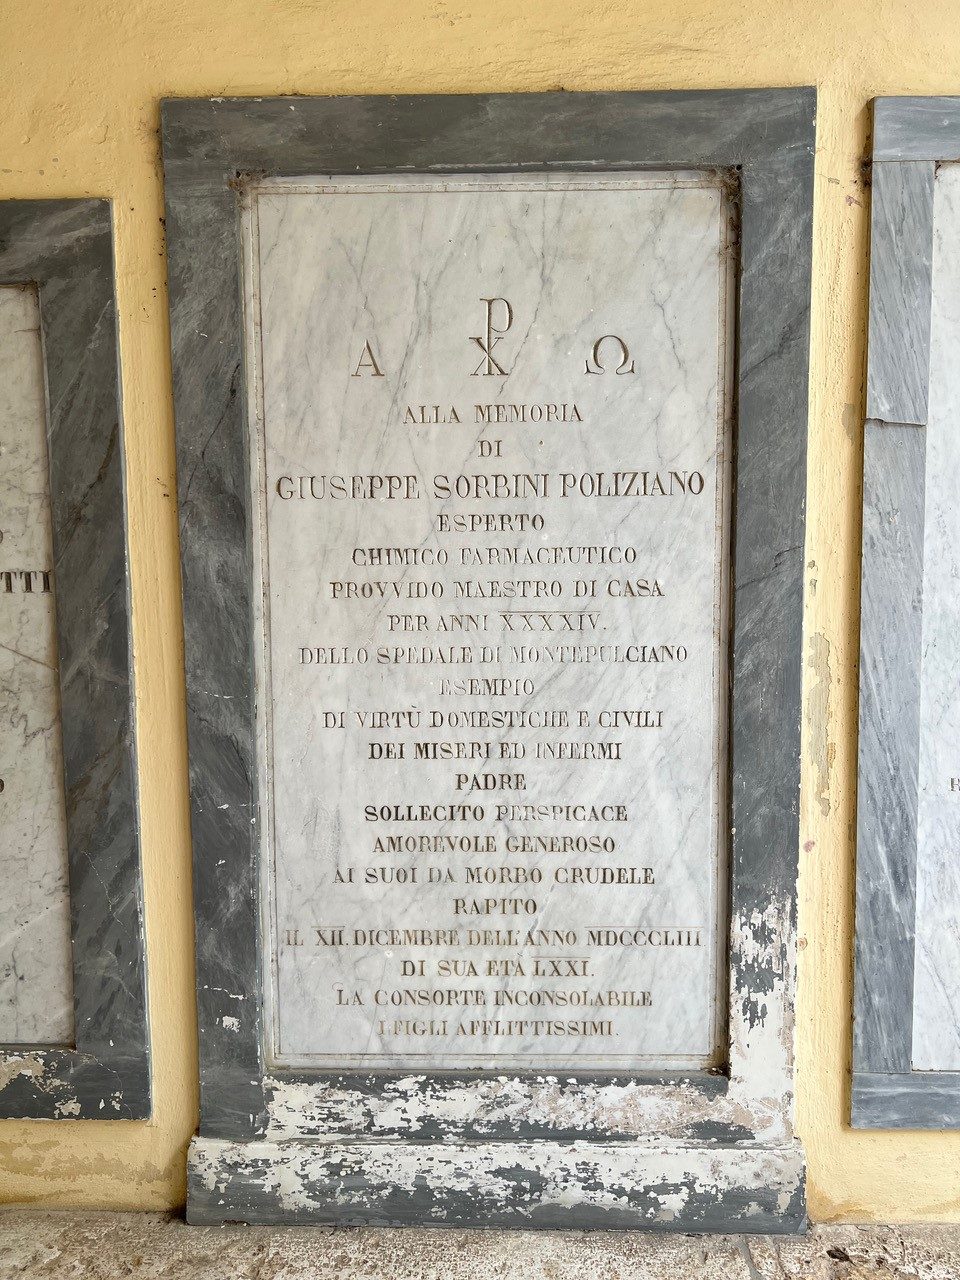 A ☧ Ω
ALLA MEMORIA
DI
GIUSEPPE SORBINI POLIZIANO
ESPERTO
CHIMICO FARMACEUTICO
PROVVIDO MAESTRO DI CASA
PER ANNI XXXXIV.
DELLO SPEDALE DI MONTEPULCIANO
ESEMPIO
DI VIRTÙ DOMESTICHE E CIVILI
DEI MISERI ED INFERMI
PADRE
SOLLECITO PERSPICACE
AMOREVOLE GENEROSO
AI SUOI DA MORBO CRUDELE
RAPITO
IL XII. DICEMBRE DELL'ANNO MDCCCLIII
DI SUA ETÀ LXXI.
LA CONSORTE INCONSOLABILE
I FIGLI AFFLITTISSIMI.
TTI